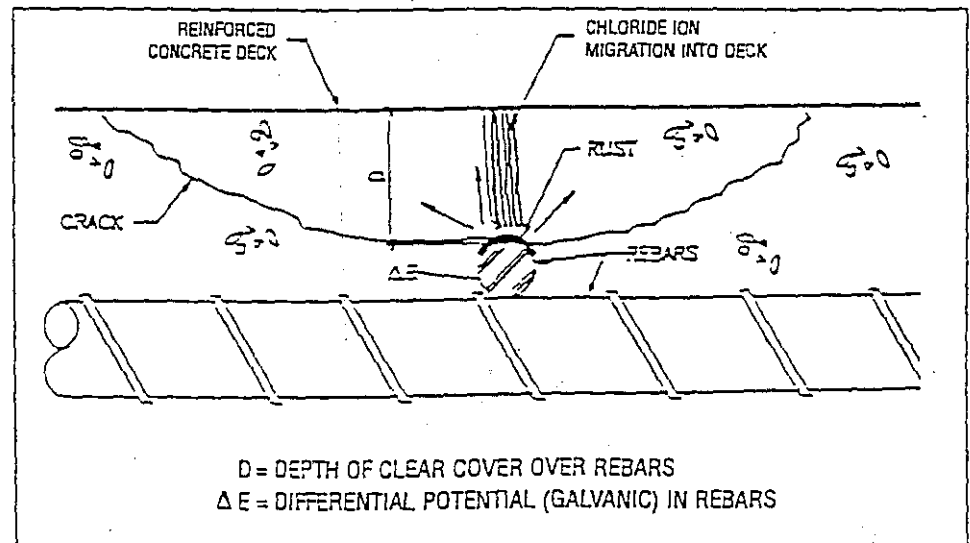 REINFORCED
CONCRETE DECK
CHLORIDE ION
MIGRATION INTO DECK
RUST
D
CRACK
ΔE
REBARS
D = DEPTH OF CLEAR COVER OVER REBARS
Δ E = DIFFERENTIAL POTENTIAL (GALVANIC) IN REBARS